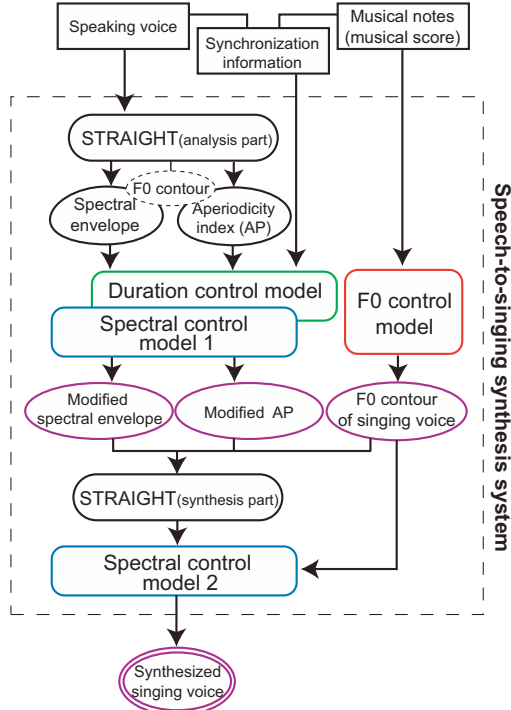 Speaking voice
Musical notes
(musical score)
Synchronization
information
STRAIGHT(analysis part)
F0 contour
Spectral
envelope
Aperiodicity
index (AP)
Duration control model
Spectral control
model 1
F0 control
model
Modified
spectral envelope
Modified AP
F0 contour
of singing voice
STRAIGHT(synthesis part)
Spectral control
model 2
Synthesized
singing voice
Speech-to-singing synthesis system